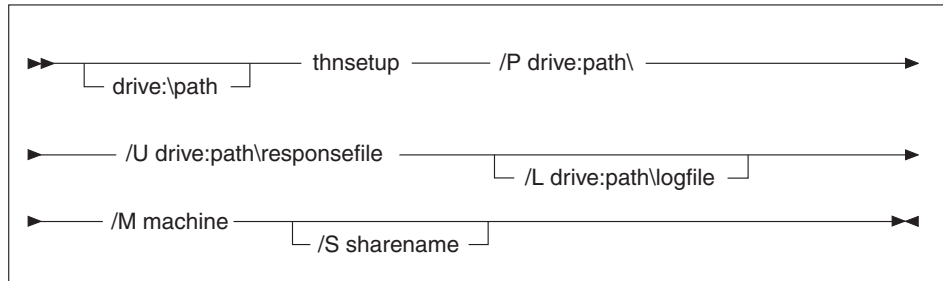 thnsetup /P drive:path\
drive:\path
/U drive:path\responsefile
/L drive:path\logfile
/M machine
/S sharename